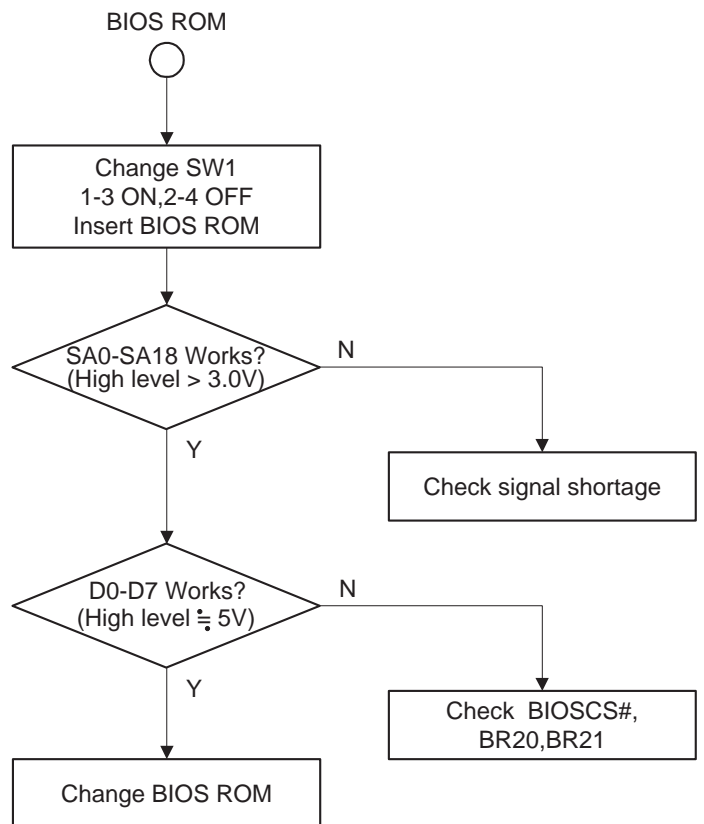 BIOS ROM
Change SW1
1-3 ON,2-4 OFF
Insert BIOS ROM
SA0-SA18 Works?
(High level > 3.0V)
N
Y
Check signal shortage
D0-D7 Works?
(High level ≒ 5V)
N
Y
Check BIOSCS#,
BR20,BR21
Change BIOS ROM